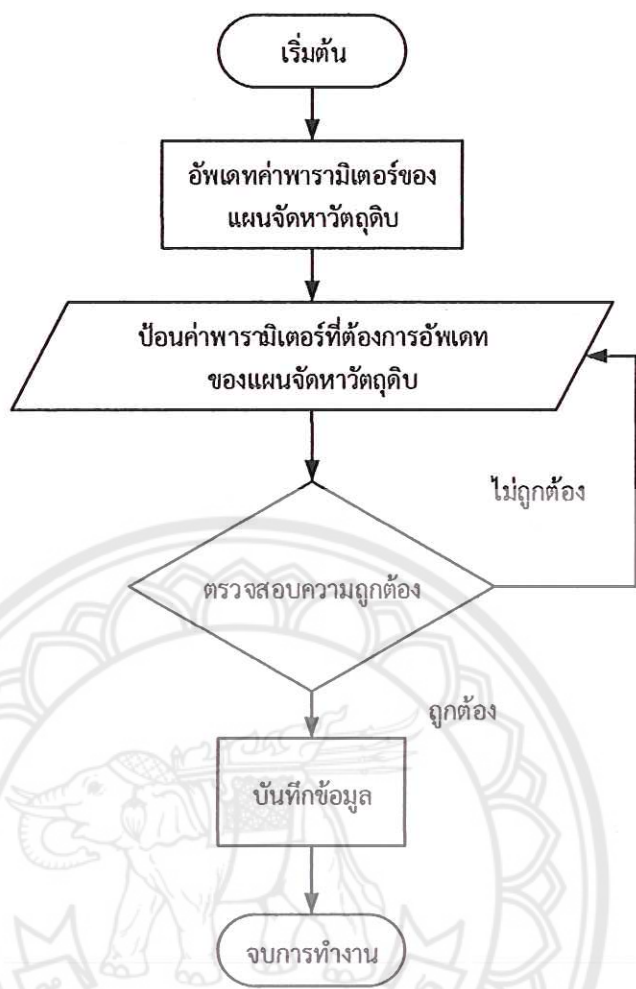 เริ่มต้น
อัพเดทค่าพารามิเตอร์ของ
แผนจัดหาวัตถุดิบ
ป้อนค่าพารามิเตอร์ที่ต้องการอัพเดท
ของแผนจัดหาวัตถุดิบ
ไม่ถูกต้อง
ตรวจสอบความถูกต้อง
ถูกต้อง
บันทึกข้อมูล
จบการทำงาน